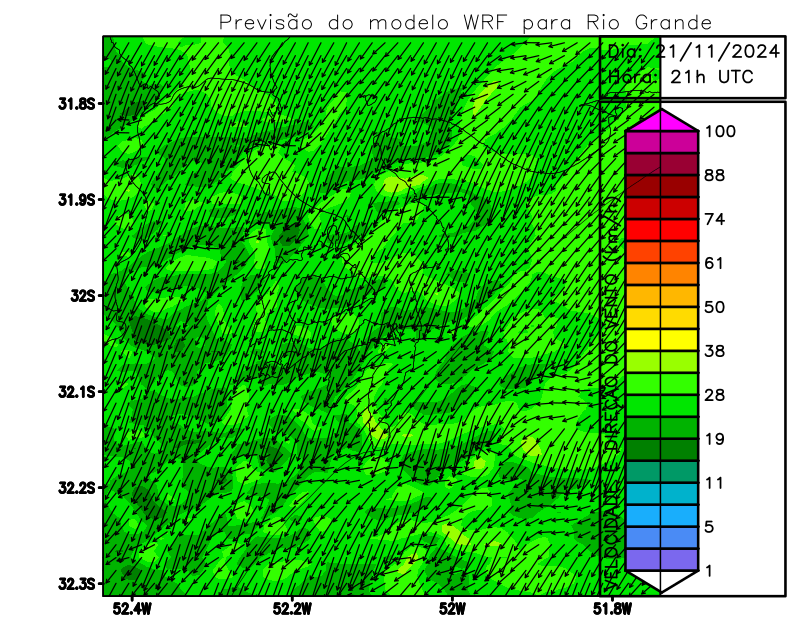 Previsão do modelo WRF para Rio Grande
Dia: 21/11/2024
Hora: 21h UTC
31.8S
31.9S
32S
32.1S
32.2S
32.3S
52.4W
52.2W
52W
51.8W
VELOCIDADE E DIREÇÃO DO VENTO (km/h)
100
88
74
61
50
38
28
19
11
5
1